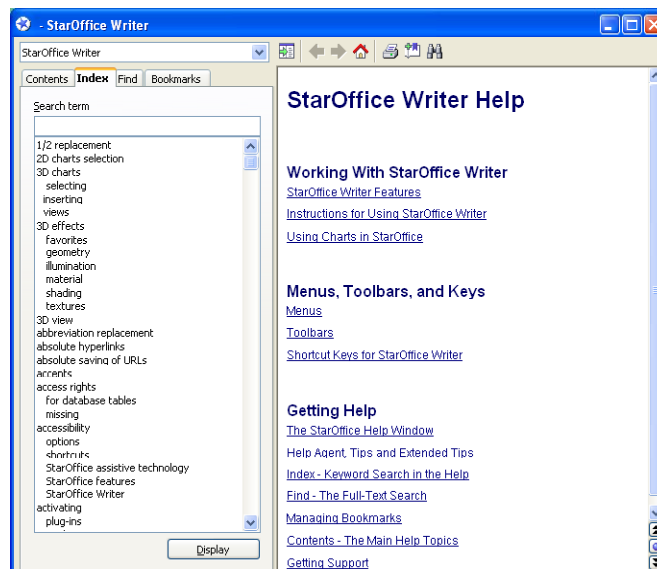 - StarOffice Writer
StarOffice Writer
Contents Index Find Bookmarks
Search term
1/2 replacement
2D charts selection
3D charts
selecting
inserting
views
3D effects
favorites
geometry
illumination
material
shading
textures
3D view
abbreviation replacement
absolute hyperlinks
absolute saving of URLs
accents
access rights
for database tables
missing
accessibility
options
shortcuts
StarOffice assistive technology
StarOffice features
StarOffice Writer
activating
plug-ins
Display
StarOffice Writer Help
Working With StarOffice Writer
StarOffice Writer Features
Instructions for Using StarOffice Writer
Using Charts in StarOffice
Menus, Toolbars, and Keys
Menus
Toolbars
Shortcut Keys for StarOffice Writer
Getting Help
The StarOffice Help Window
Help Agent, Tips and Extended Tips
Index - Keyword Search in the Help
Find - The Full-Text Search
Managing Bookmarks
Contents - The Main Help Topics
Getting Support